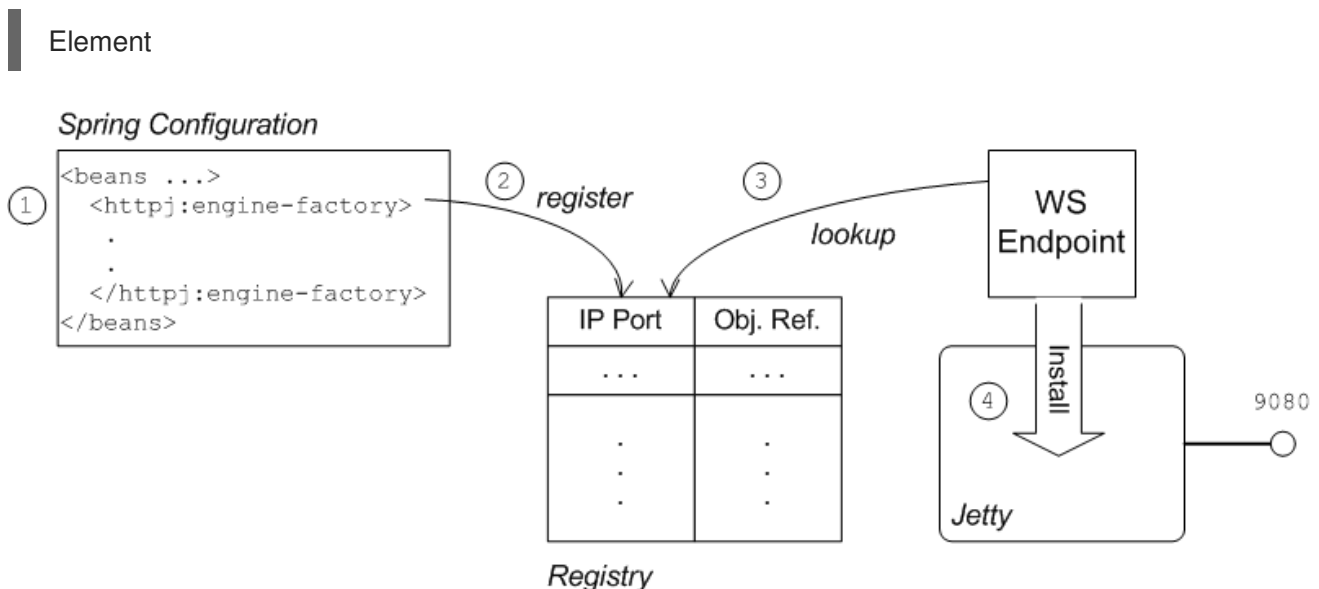 Element
Spring Configuration
1
<beans ...>
<httpj:engine-factory>
.
.
</httpj:engine-factory>
</beans>
2
register
3
lookup
WS
Endpoint
IP Port Obj. Ref.
... ...
. .
. .
. .
Registry
Install
4
Jetty
9080